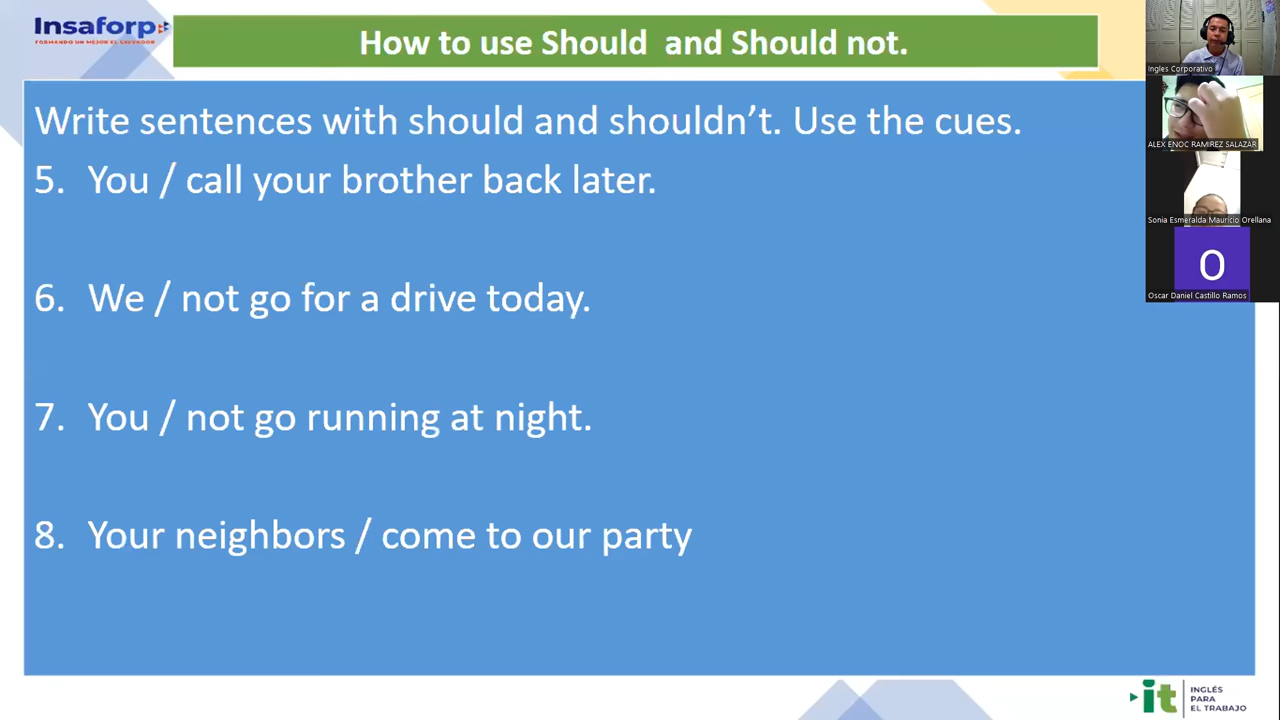 Insaforp
FORMANDO UN MEJOR EL SALVADOR
How to use Should and Should not.
Write sentences with should and shouldn't. Use the cues.
5. You / call your brother back later.
6. We / not go for a drive today.
7. You / not go running at night.
8. Your neighbors / come to our party
Ingles Corporativo
ALEX ENOC RAMIREZ SALAZAR
Sonia Esmeralda Mauricio Orellana
O
Oscar Daniel Castillo Ramos
it
INGLÉS
PARA
EL TRABAJO